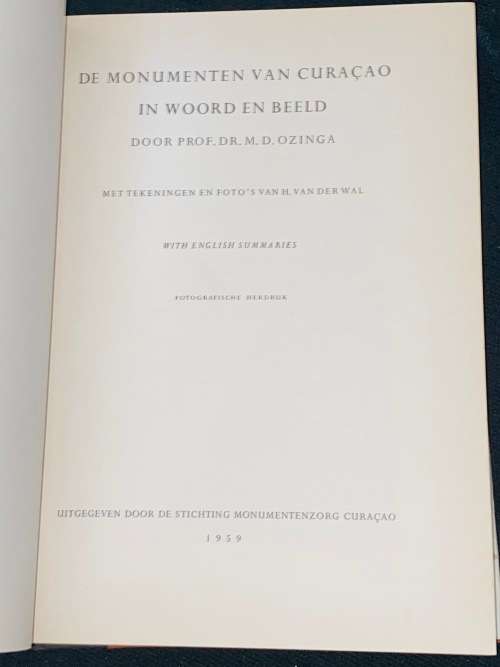 DE MONUMENTEN VAN CURAÇAO
IN WOORD EN BEELD
DOOR PROF. DR. M. D. OZINGA
MET TEKENINGEN EN FOTO'S VAN H. VAN DER WAL
WITH ENGLISH SUMMARIES
FOTOGRAFISCHE HERDRUK
UITGEGEVEN DOOR DE STICHTING MONUMENTENZORG CURAÇAO
1959